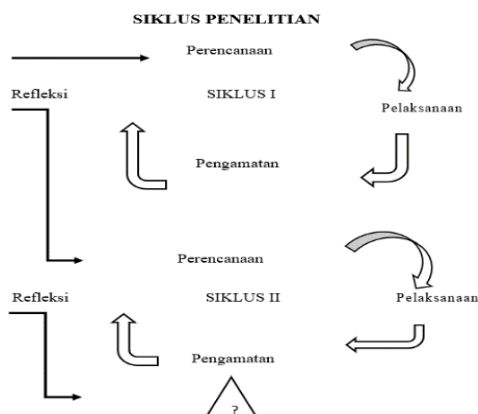 SIKLUS PENELITIAN
Perencanaan
Refleksi
SIKLUS I
Pelaksanaan
Pengamatan
Perencanaan
Refleksi
SIKLUS II
Pelaksanaan
Pengamatan
?